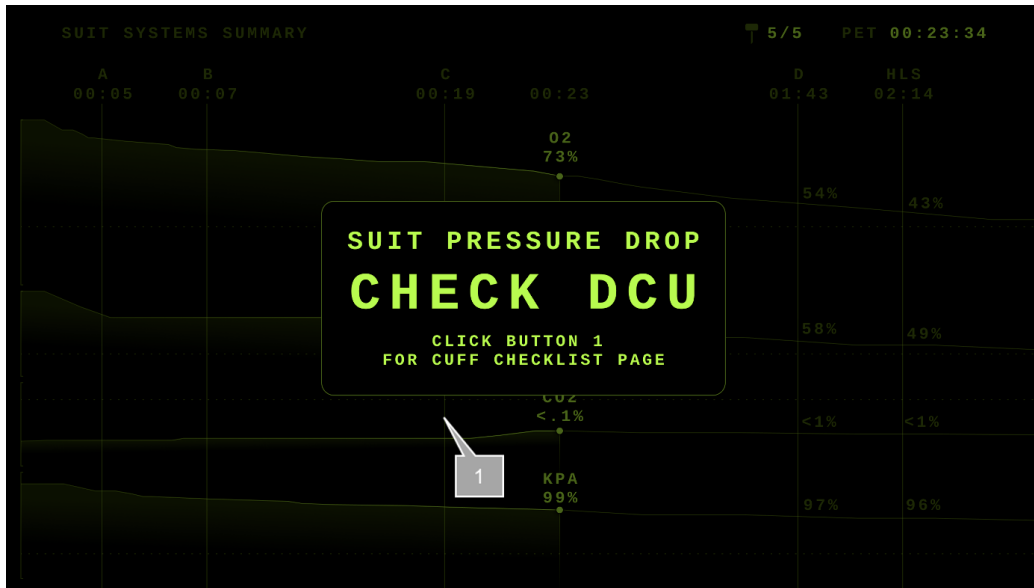 SUIT SYSTEMS SUMMARY
5/5
PET 00:23:34
A
00:05
B
00:07
C
00:19
00:23
D
01:43
HLS
02:14
O2
73%
54%
43%
SUIT PRESSURE DROP
CHECK DCU
CLICK BUTTON 1
FOR CUFF CHECKLIST PAGE
58%
49%
CO2
<.1%
<1%
<1%
1
KPA
99%
97%
96%